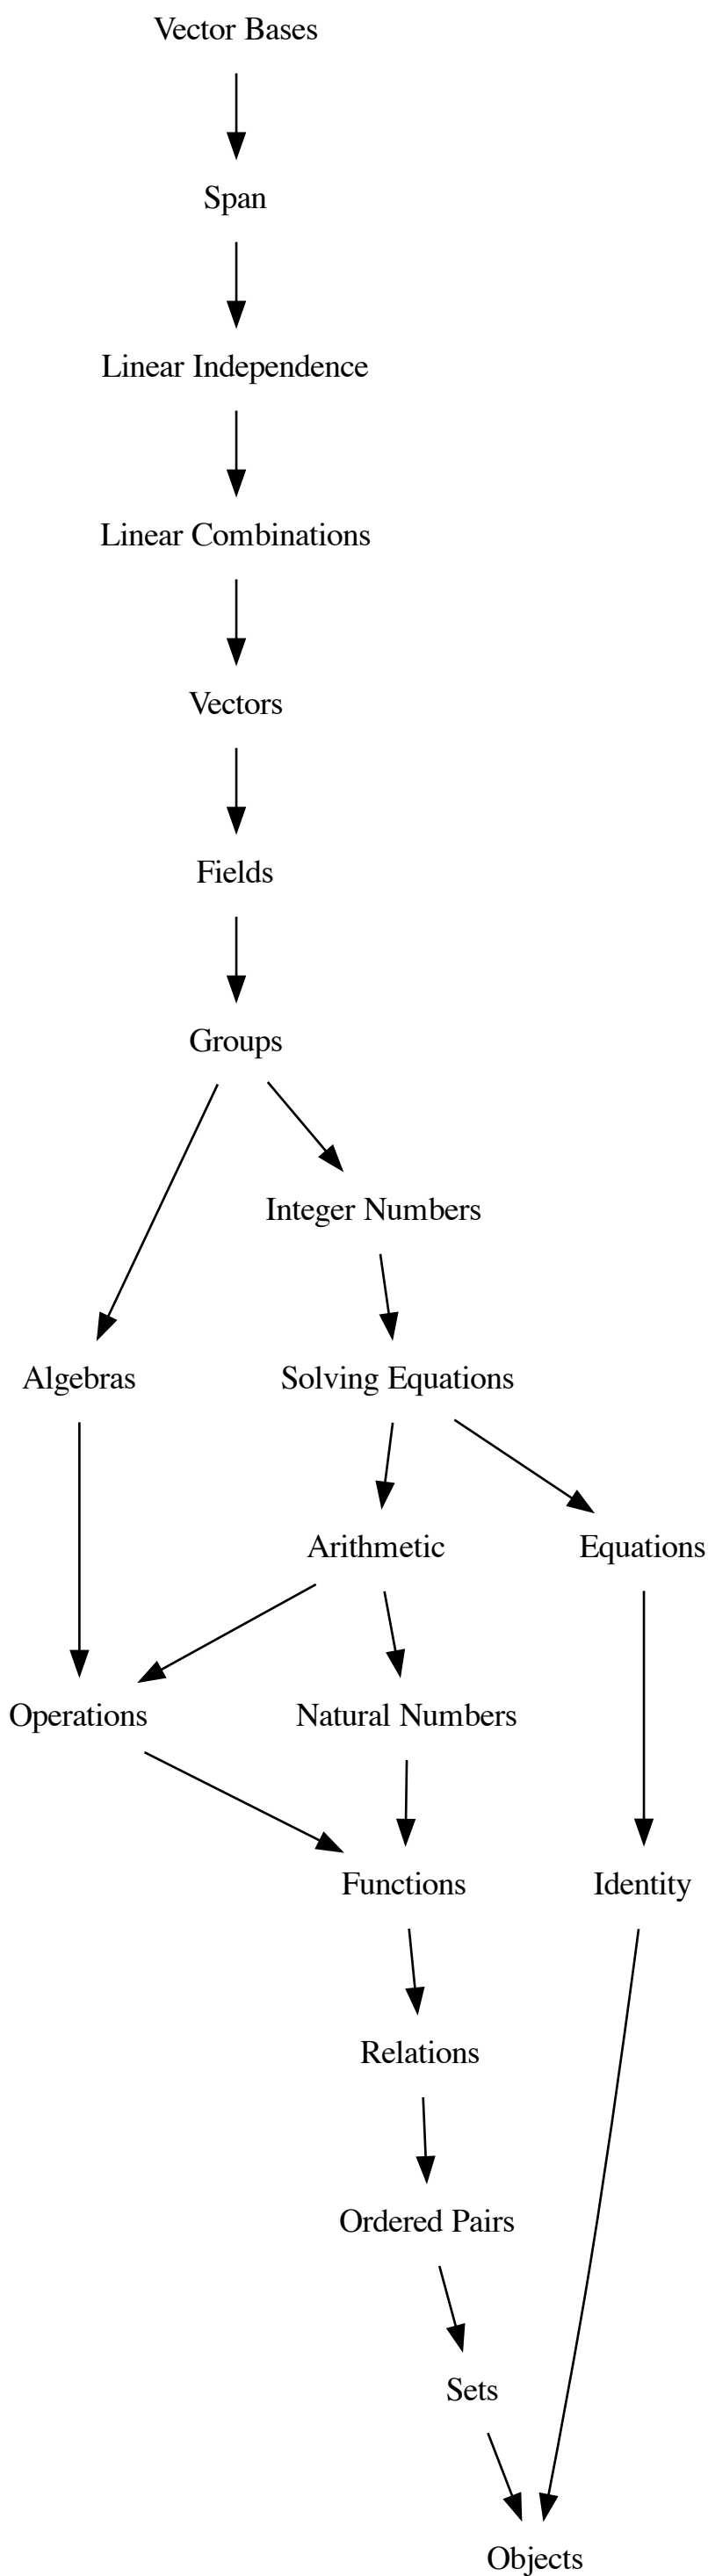 Vector Bases
Span
Linear Independence
Linear Combinations
Vectors
Fields
Groups
Integer Numbers
Algebras
Solving Equations
Arithmetic
Equations
Operations
Natural Numbers
Functions
Identity
Relations
Ordered Pairs
Sets
Objects